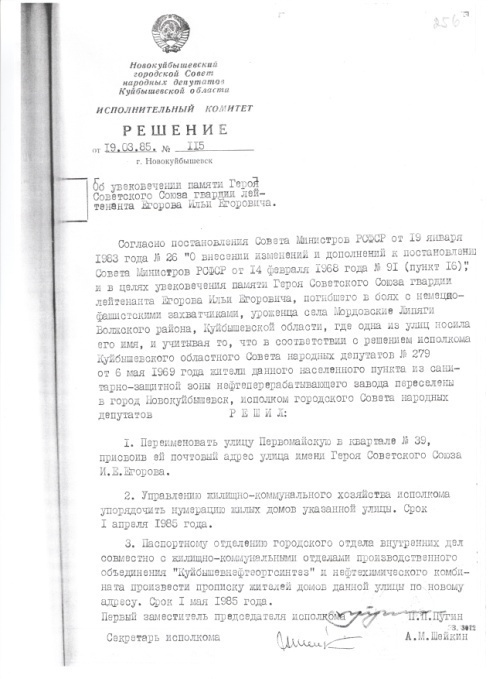 256
Новокуйбышевский
городской Совет
народных депутатов
Куйбышевской области
ИСПОЛНИТЕЛЬНЫЙ КОМИТЕТ
РЕШЕНИЕ
от 19.03.85. № 115
г. Новокуйбышевск
Об увековечении памяти Героя
Советского Союза гвардии лей-
тенанта Егорова Ильи Егоровича.
Согласно постановления Совета Министров РСФСР от 19 января
1983 года № 26 "О внесении изменений и дополнений к постановлению
Совета Министров РСФСР от 14 февраля 1968 года № 91 (пункт 16)",
и в целях увековечения памяти Героя Советского Союза гвардии
лейтенанта Егорова Ильи Егоровича, погибшего в боях с немецко-
фашистскими захватчиками, уроженца села Мордовские Липяги
Волжского района, Куйбышевской области, где одна из улиц носила
его имя, и учитывая то, что в соответствии с решением исполкома
Куйбышевского областного Совета народных депутатов № 279
от 6 мая 1969 года жители данного населенного пункта из сани-
тарно-защитной зоны нефтеперерабатывающего завода переселены
в город Новокуйбышевск, исполком городского Совета народных
депутатов РЕШИЛ:
1. Переименовать улицу Первомайскую в квартале № 39,
присвоив ей почтовый адрес улица имени Героя Советского Союза
И.Е.Егорова.
2. Управлению жилищно-коммунального хозяйства исполкома
упорядочить нумерацию жилых домов указанной улицы. Срок
I апреля 1985 года.
3. Паспортному отделению городского отдела внутренних дел
совместно с жилищно-коммунальными отделами производственного
объединения "Куйбышевнефтеоргсинтез" и нефтехимического комби-
ната произвести прописку жителей домов данной улицы по новому
адресу. Срок I мая 1985 года.
Первый заместитель председателя исполкома П.П.Пугин
Секретарь исполкома А.М.Шейкин